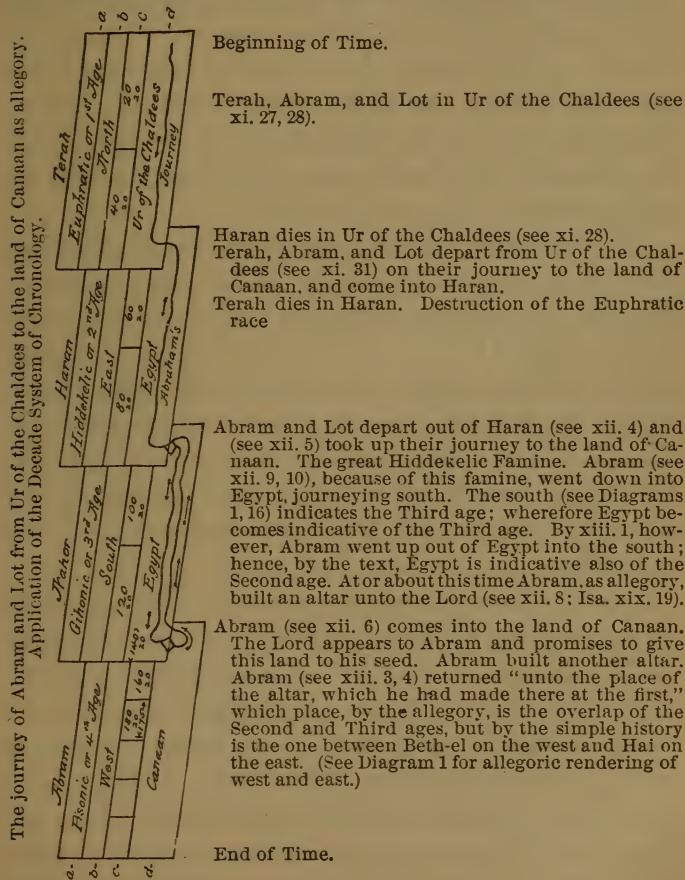 The journey of Abram and Lot from Ur of the Chaldees to the land of Canaan as allegory.
Application of the Decade System of Chronology.
-a
-b
-c
-d
Terah
Euphratic or 1st Age
North
40
20
20
20
Ur of the Chaldees
Journey
Haran
Hiddekelic or 2nd Age
East
80
20
60
20
Egypt
Abraham's
Nahor
Gihonic or 3rd Age
South
(140)
20
120
20
100
20
Egypt
Abram
Pisonic or 4th Age
West
180
20
160
20
Canaan
a-
b-
c-
d-
Beginning of Time.
Terah, Abram, and Lot in Ur of the Chaldees (see
xi. 27, 28).
Haran dies in Ur of the Chaldees (see xi. 28).
Terah, Abram, and Lot depart from Ur of the Chal-
dees (see xi. 31) on their journey to the land of
Canaan, and come into Haran.
Terah dies in Haran. Destruction of the Euphratic
race
Abram and Lot depart out of Haran (see xii. 4) and
(see xii. 5) took up their journey to the land of Ca-
naan. The great Hiddekelic Famine. Abram (see
xii. 9, 10), because of this famine, went down into
Egypt, journeying south. The south (see Diagrams
1, 16) indicates the Third age; wherefore Egypt be-
comes indicative of the Third age. By xiii. 1, how-
ever, Abram went up out of Egypt into the south;
hence, by the text, Egypt is indicative also of the
Second age. At or about this time Abram, as allegory,
built an altar unto the Lord (see xii. 8; Isa. xix. 19).
Abram (see xii. 6) comes into the land of Canaan.
The Lord appears to Abram and promises to give
this land to his seed. Abram built another altar.
Abram (see xiii. 3, 4) returned "unto the place of
the altar, which he had made there at the first,"
which place, by the allegory, is the overlap of the
Second and Third ages, but by the simple history
is the one between Beth-el on the west and Hai on
the east. (See Diagram 1 for allegoric rendering of
west and east.)
End of Time.